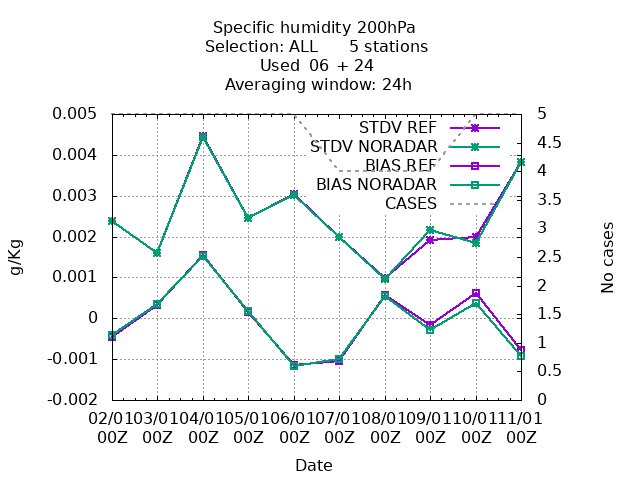 Specific humidity 200hPa
Selection: ALL 5 stations
Used 06 + 24
Averaging window: 24h
STDV REF
STDV NORADAR
BIAS REF
BIAS NORADAR
CASES
0.005
0.004
0.003
0.002
0.001
0
-0.001
-0.002
g/Kg
5
4.5
4
3.5
3
2.5
2
1.5
1
0.5
0
No cases
02/01 03/01 04/01 05/01 06/01 07/01 08/01 09/01 10/01 11/01
00Z 00Z 00Z 00Z 00Z 00Z 00Z 00Z 00Z 00Z
Date